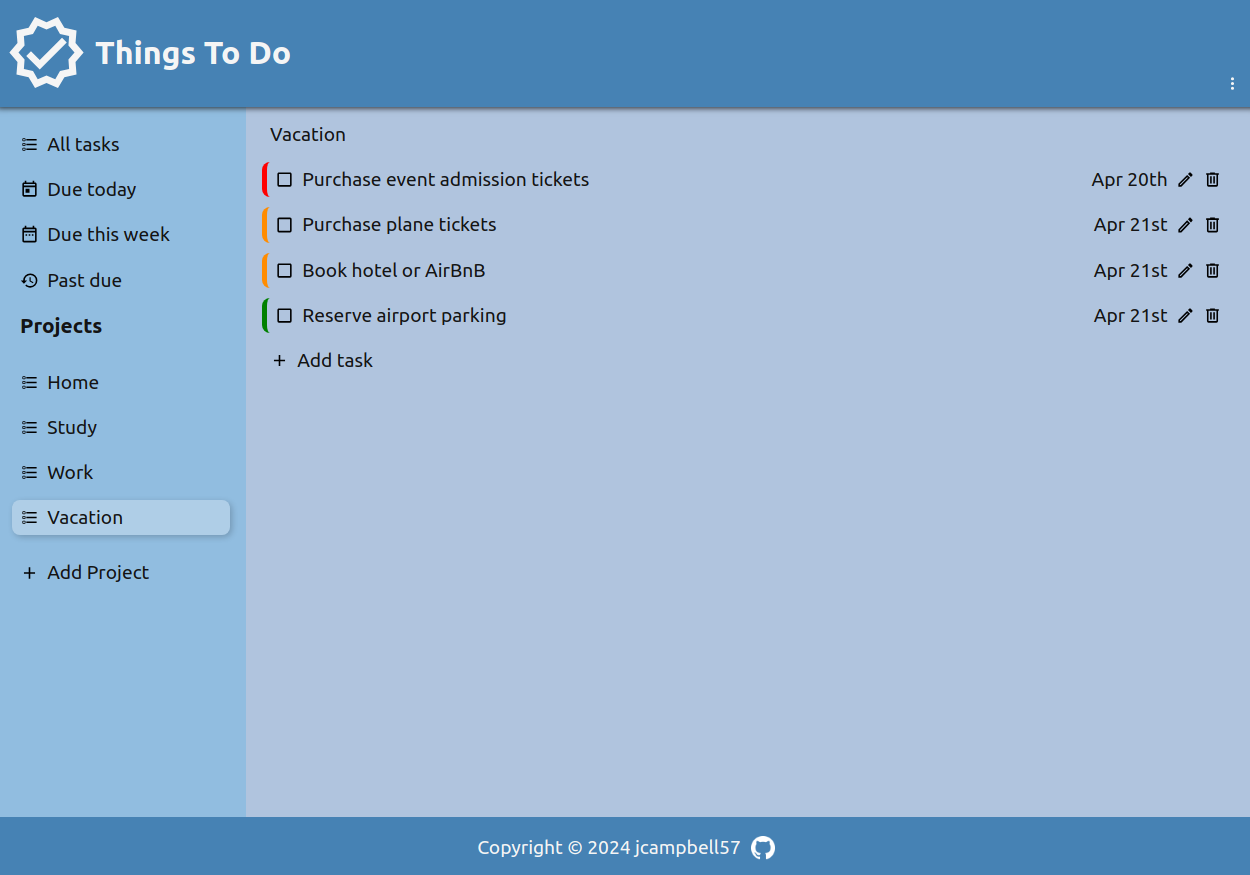 Things To Do
All tasks
Due today
Due this week
Past due
Projects
Home
Study
Work
Vacation
Add Project
Vacation
Purchase event admission tickets Apr 20th
Purchase plane tickets Apr 21st
Book hotel or AirBnB Apr 21st
Reserve airport parking Apr 21st
Add task
Copyright © 2024 jcampbell57